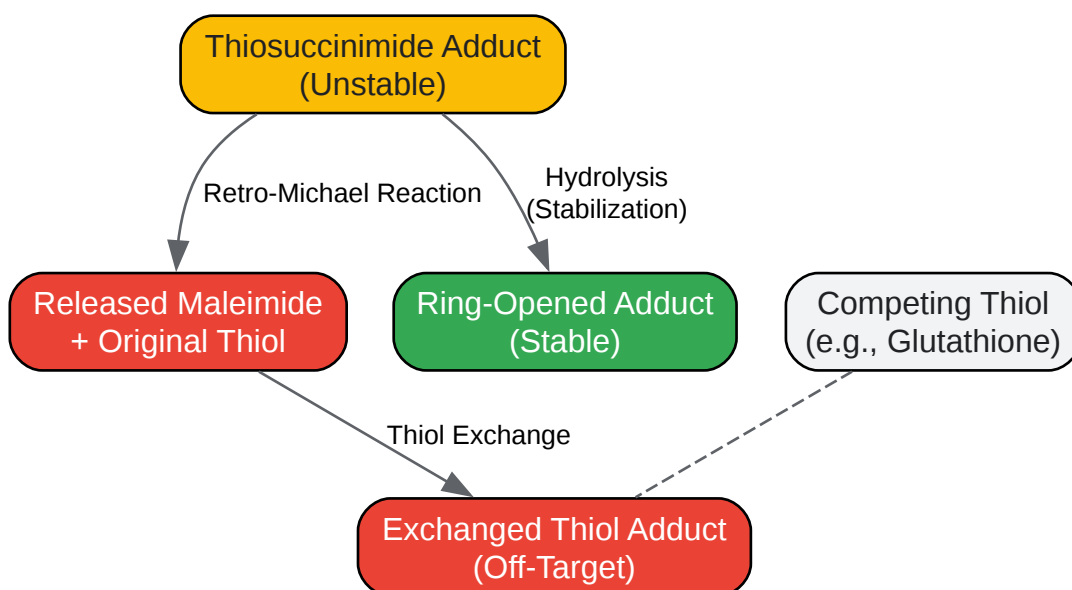 Thiosuccinimide Adduct
(Unstable)
Retro-Michael Reaction
Hydrolysis
(Stabilization)
Released Maleimide
+ Original Thiol
Ring-Opened Adduct
(Stable)
Competing Thiol
(e.g., Glutathione)
Thiol Exchange
Exchanged Thiol Adduct
(Off-Target)